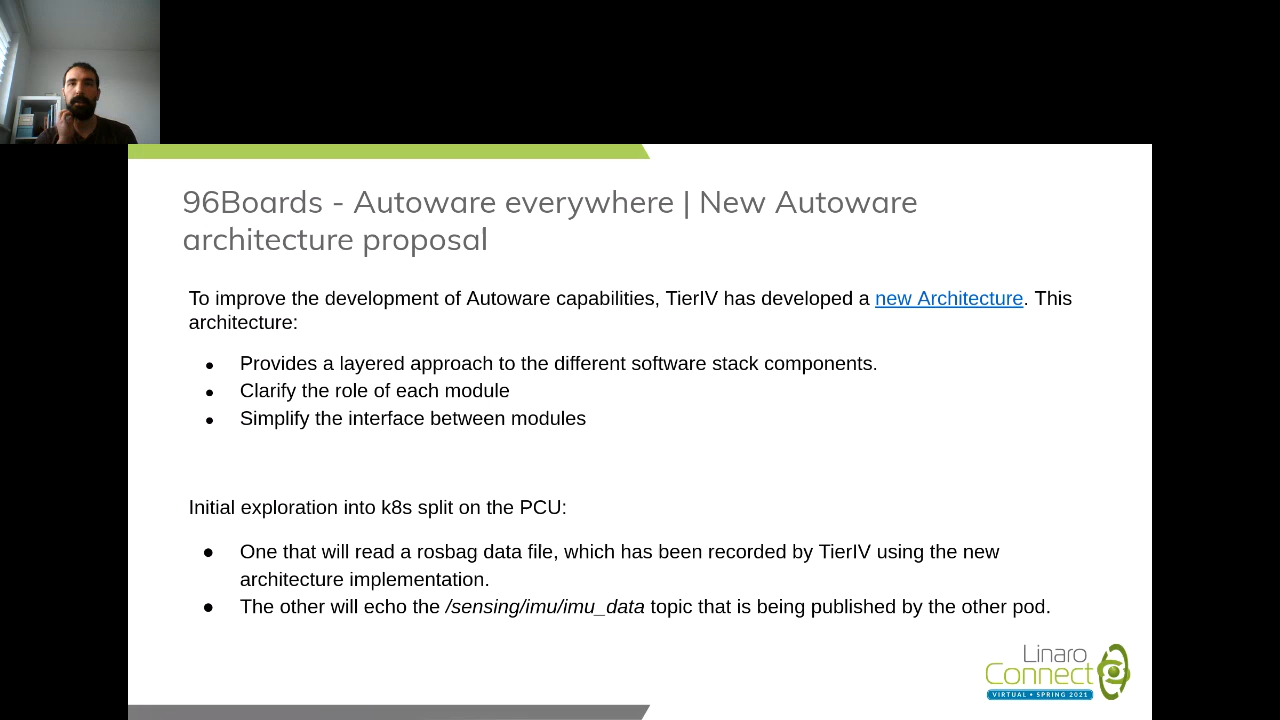 96Boards - Autoware everywhere | New Autoware
architecture proposal
To improve the development of Autoware capabilities, TierIV has developed a new Architecture. This
architecture:
● Provides a layered approach to the different software stack components.
● Clarify the role of each module
● Simplify the interface between modules
Initial exploration into k8s split on the PCU:
● One that will read a rosbag data file, which has been recorded by TierIV using the new
architecture implementation.
● The other will echo the /sensing/imu/imu_data topic that is being published by the other pod.
Linaro
Connect
VIRTUAL • SPRING 2021